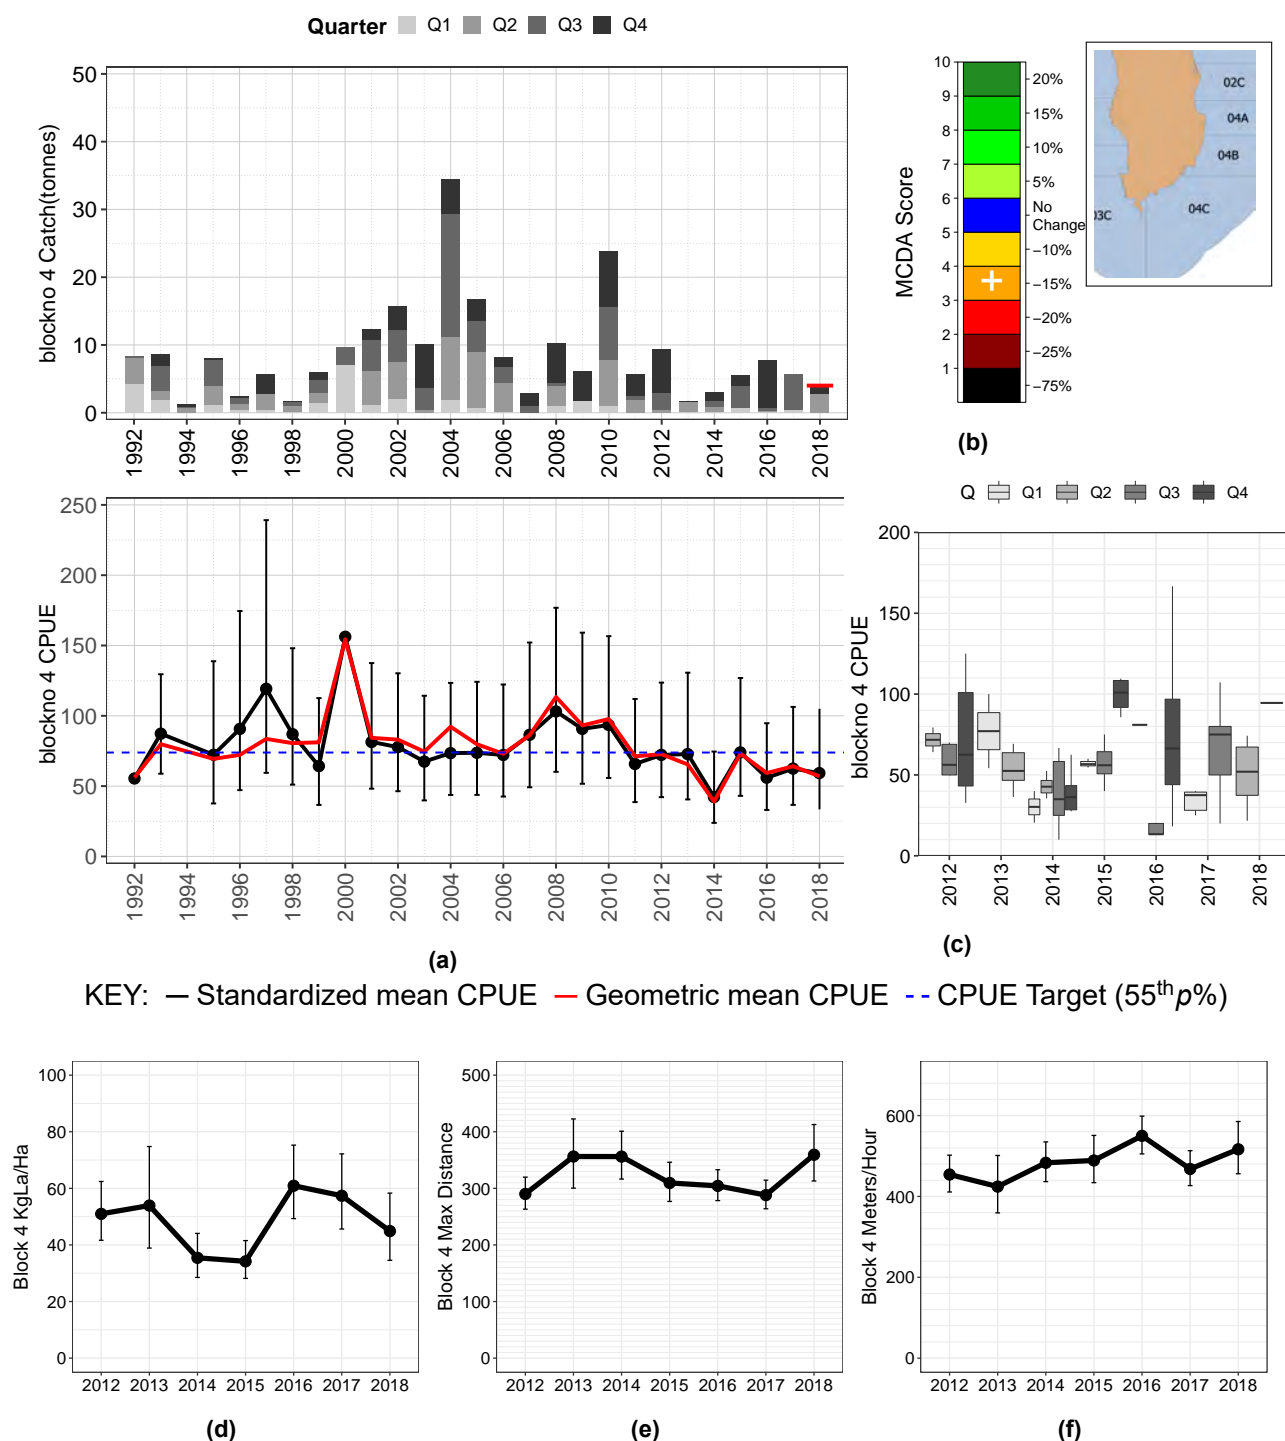 Quarter Q1 Q2 Q3 Q4
blockno 4 Catch(tonnes)
50
40
30
20
10
0
1992 1994 1996 1998 2000 2002 2004 2006 2008 2010 2012 2014 2016 2018
blockno 4 CPUE
250
200
150
100
50
0
1992 1994 1996 1998 2000 2002 2004 2006 2008 2010 2012 2014 2016 2018
(a)
MCDA Score
10
9
8
7
6
5
4
3
2
1
20%
15%
10%
5%
No
Change
−10%
−15%
−20%
−25%
−75%
(b)
02C
04A
04B
04C
03C
Q Q1 Q2 Q3 Q4
blockno 4 CPUE
200
150
100
50
0
2012 2013 2014 2015 2016 2017 2018
(c)
KEY: Standardized mean CPUE Geometric mean CPUE CPUE Target (55th p%)
Block 4 KgLa/Ha
100
80
60
40
20
0
2012 2013 2014 2015 2016 2017 2018
(d)
Block 4 Max Distance
500
400
300
200
100
0
2012 2013 2014 2015 2016 2017 2018
(e)
Block 4 Meters/Hour
600
400
200
0
2012 2013 2014 2015 2016 2017 2018
(f)